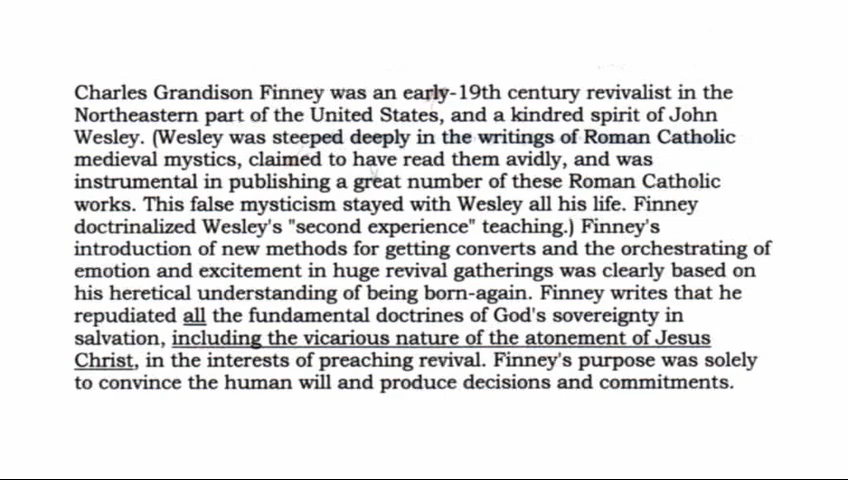 Charles Grandison Finney was an early-19th century revivalist in the
Northeastern part of the United States, and a kindred spirit of John
Wesley. (Wesley was steeped deeply in the writings of Roman Catholic
medieval mystics, claimed to have read them avidly, and was
instrumental in publishing a great number of these Roman Catholic
works. This false mysticism stayed with Wesley all his life. Finney
doctrinalized Wesley's "second experience" teaching.) Finney's
introduction of new methods for getting converts and the orchestrating of
emotion and excitement in huge revival gatherings was clearly based on
his heretical understanding of being born-again. Finney writes that he
repudiated all the fundamental doctrines of God's sovereignty in
salvation, including the vicarious nature of the atonement of Jesus
Christ, in the interests of preaching revival. Finney's purpose was solely
to convince the human will and produce decisions and commitments.